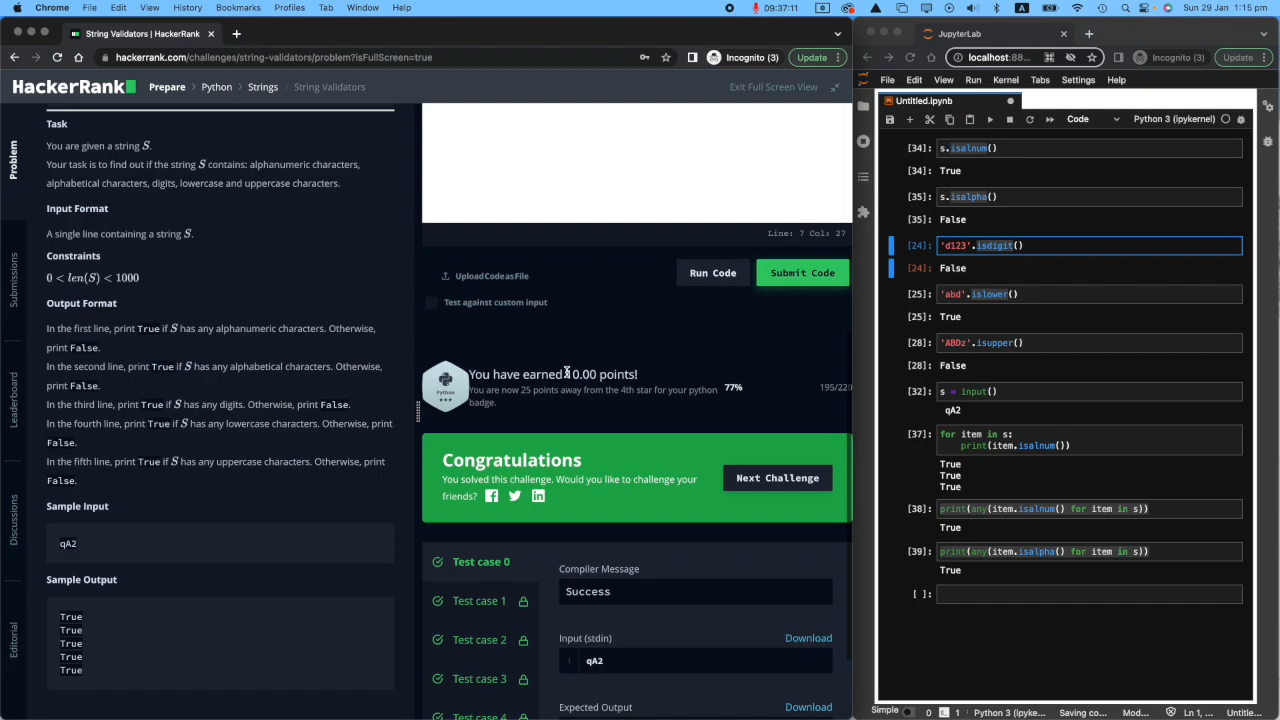 Chrome File Edit View History Bookmarks Profiles Tab Window Help 09:37:11 A Sun 29 Jan 1:15 pm
String Validators | HackerRank
JupyterLab
hackerrank.com/challenges/string-validators/problem?isFullScreen=true Incognito (3) Update
localhost:88... Incognito (3) Update
HackerRank Prepare Python Strings String Validators Exit Full Screen View
File Edit View Run Kernel Tabs Settings Help
Problem
Submissions
Leaderboard
Discussions
Editorial
Task
You are given a string S.
Your task is to find out if the string S contains: alphanumeric characters,
alphabetical characters, digits, lowercase and uppercase characters.
Input Format
A single line containing a string S.
Constraints
0 < len(S) < 1000
Output Format
In the first line, print True if S has any alphanumeric characters. Otherwise,
print False.
In the second line, print True if S has any alphabetical characters. Otherwise,
print False.
In the third line, print True if S has any digits. Otherwise, print False.
In the fourth line, print True if S has any lowercase characters. Otherwise, print
False.
In the fifth line, print True if S has any uppercase characters. Otherwise, print
False.
Sample Input
qA2
Sample Output
True
True
True
True
True
Line: 7 Col: 27
Upload Code as File Run Code Submit Code
Test against custom input
Python
You have earned 10.00 points!
You are now 25 points away from the 4th star for your python
badge.
77% 195/220
Congratulations
You solved this challenge. Would you like to challenge your
friends?
Next Challenge
Test case 0
Test case 1
Test case 2
Test case 3
Test case 4
Compiler Message
Success
Input (stdin) Download
1 qA2
Expected Output Download
Untitled.ipynb
Code Python 3 (ipykernel)
[34]: s.isalnum()
[34]: True
[35]: s.isalpha()
[35]: False
[24]: 'd123'.isdigit()
[24]: False
[25]: 'abd'.islower()
[25]: True
[28]: 'ABDz'.isupper()
[28]: False
[32]: s = input()
qA2
[37]: for item in s:
print(item.isalnum())
True
True
True
[38]: print(any(item.isalnum() for item in s))
True
[39]: print(any(item.isalpha() for item in s))
True
[ ]:
Simple 0 1 Python 3 (ipykernel) Saving co... Mod... Ln 1, ... Untitle...